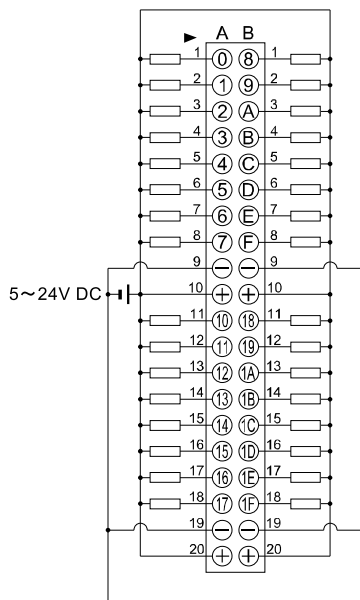 A B
1 0 8 1
2 1 9 2
3 2 A 3
4 3 B 4
5 4 C 5
6 5 D 6
7 6 E 7
8 7 F 8
9 − − 9
5~24V DC 10 + + 10
11 10 18 11
12 11 19 12
13 12 1A 13
14 13 1B 14
15 14 1C 15
16 15 1D 16
17 16 1E 17
18 17 1F 18
19 − − 19
20 + + 20